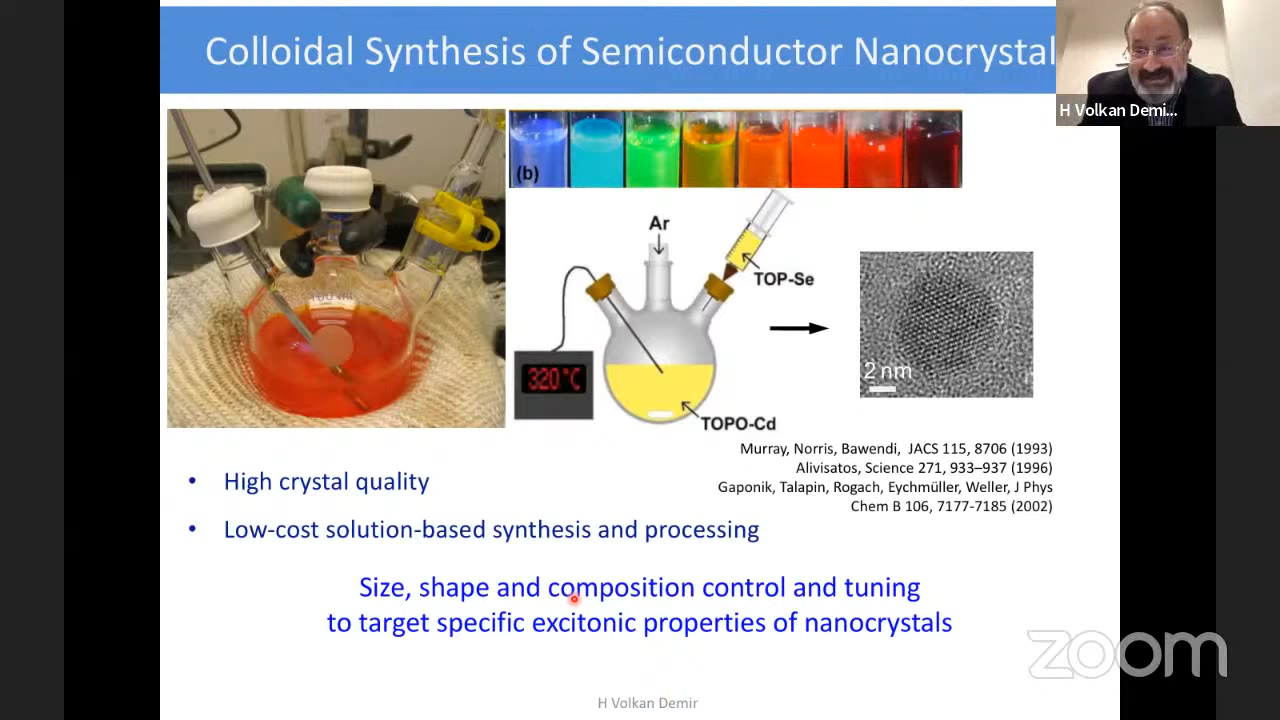 Colloidal Synthesis of Semiconductor Nanocrystal
H Volkan Demi...
(b)
Ar
TOP-Se
320°C
2 nm
TOPO-Cd
Murray, Norris, Bawendi, JACS 115, 8706 (1993)
Alivisatos, Science 271, 933–937 (1996)
Gaponik, Talapin, Rogach, Eychmüller, Weller, J Phys
Chem B 106, 7177-7185 (2002)
• High crystal quality
• Low-cost solution-based synthesis and processing
Size, shape and composition control and tuning
to target specific excitonic properties of nanocrystals
zoom
H Volkan Demir